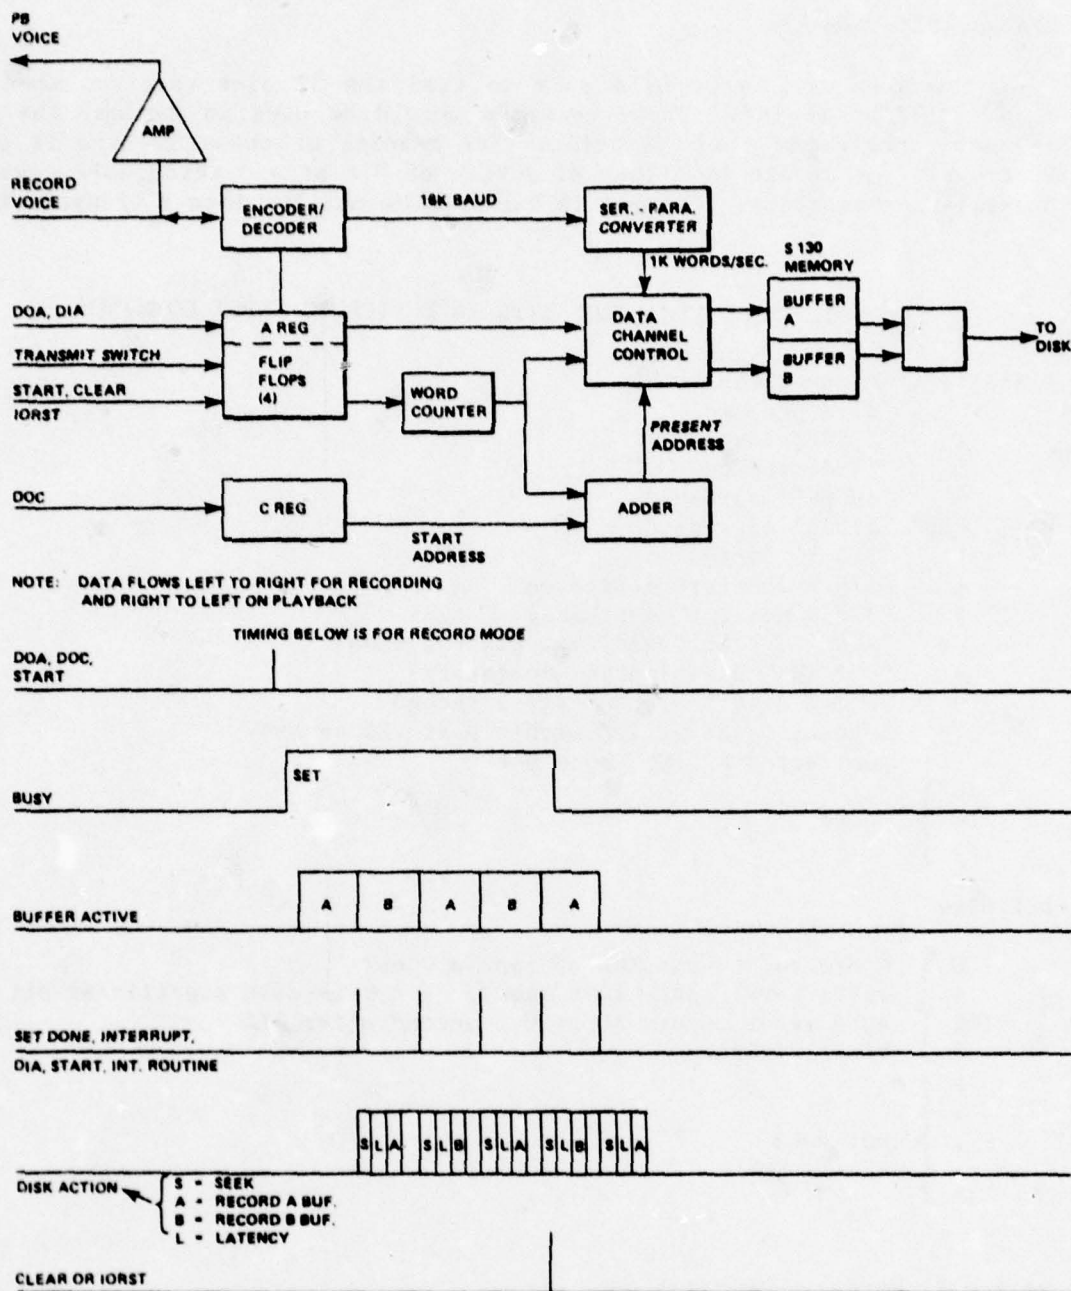 PB
VOICE
AMP
RECORD
VOICE
ENCODER/
DECODER
16K BAUD
SER. - PARA.
CONVERTER
1K WORDS/SEC.
S 130
MEMORY
DOA, DIA
A REG
DATA
CHANNEL
CONTROL
BUFFER
A
BUFFER
B
TO
DISK
TRANSMIT SWITCH
FLIP
FLOPS
(4)
START, CLEAR
IORST
WORD
COUNTER
PRESENT
ADDRESS
DOC
C REG
START
ADDRESS
ADDER
NOTE: DATA FLOWS LEFT TO RIGHT FOR RECORDING
AND RIGHT TO LEFT ON PLAYBACK
TIMING BELOW IS FOR RECORD MODE
DOA, DOC,
START
SET
BUSY
A B A B A
BUFFER ACTIVE
SET DONE, INTERRUPT,
DIA, START, INT. ROUTINE
S L A S L B S L A S L B S L A
DISK ACTION
S = SEEK
A = RECORD A BUF.
B = RECORD B BUF.
L = LATENCY
CLEAR OR IORST